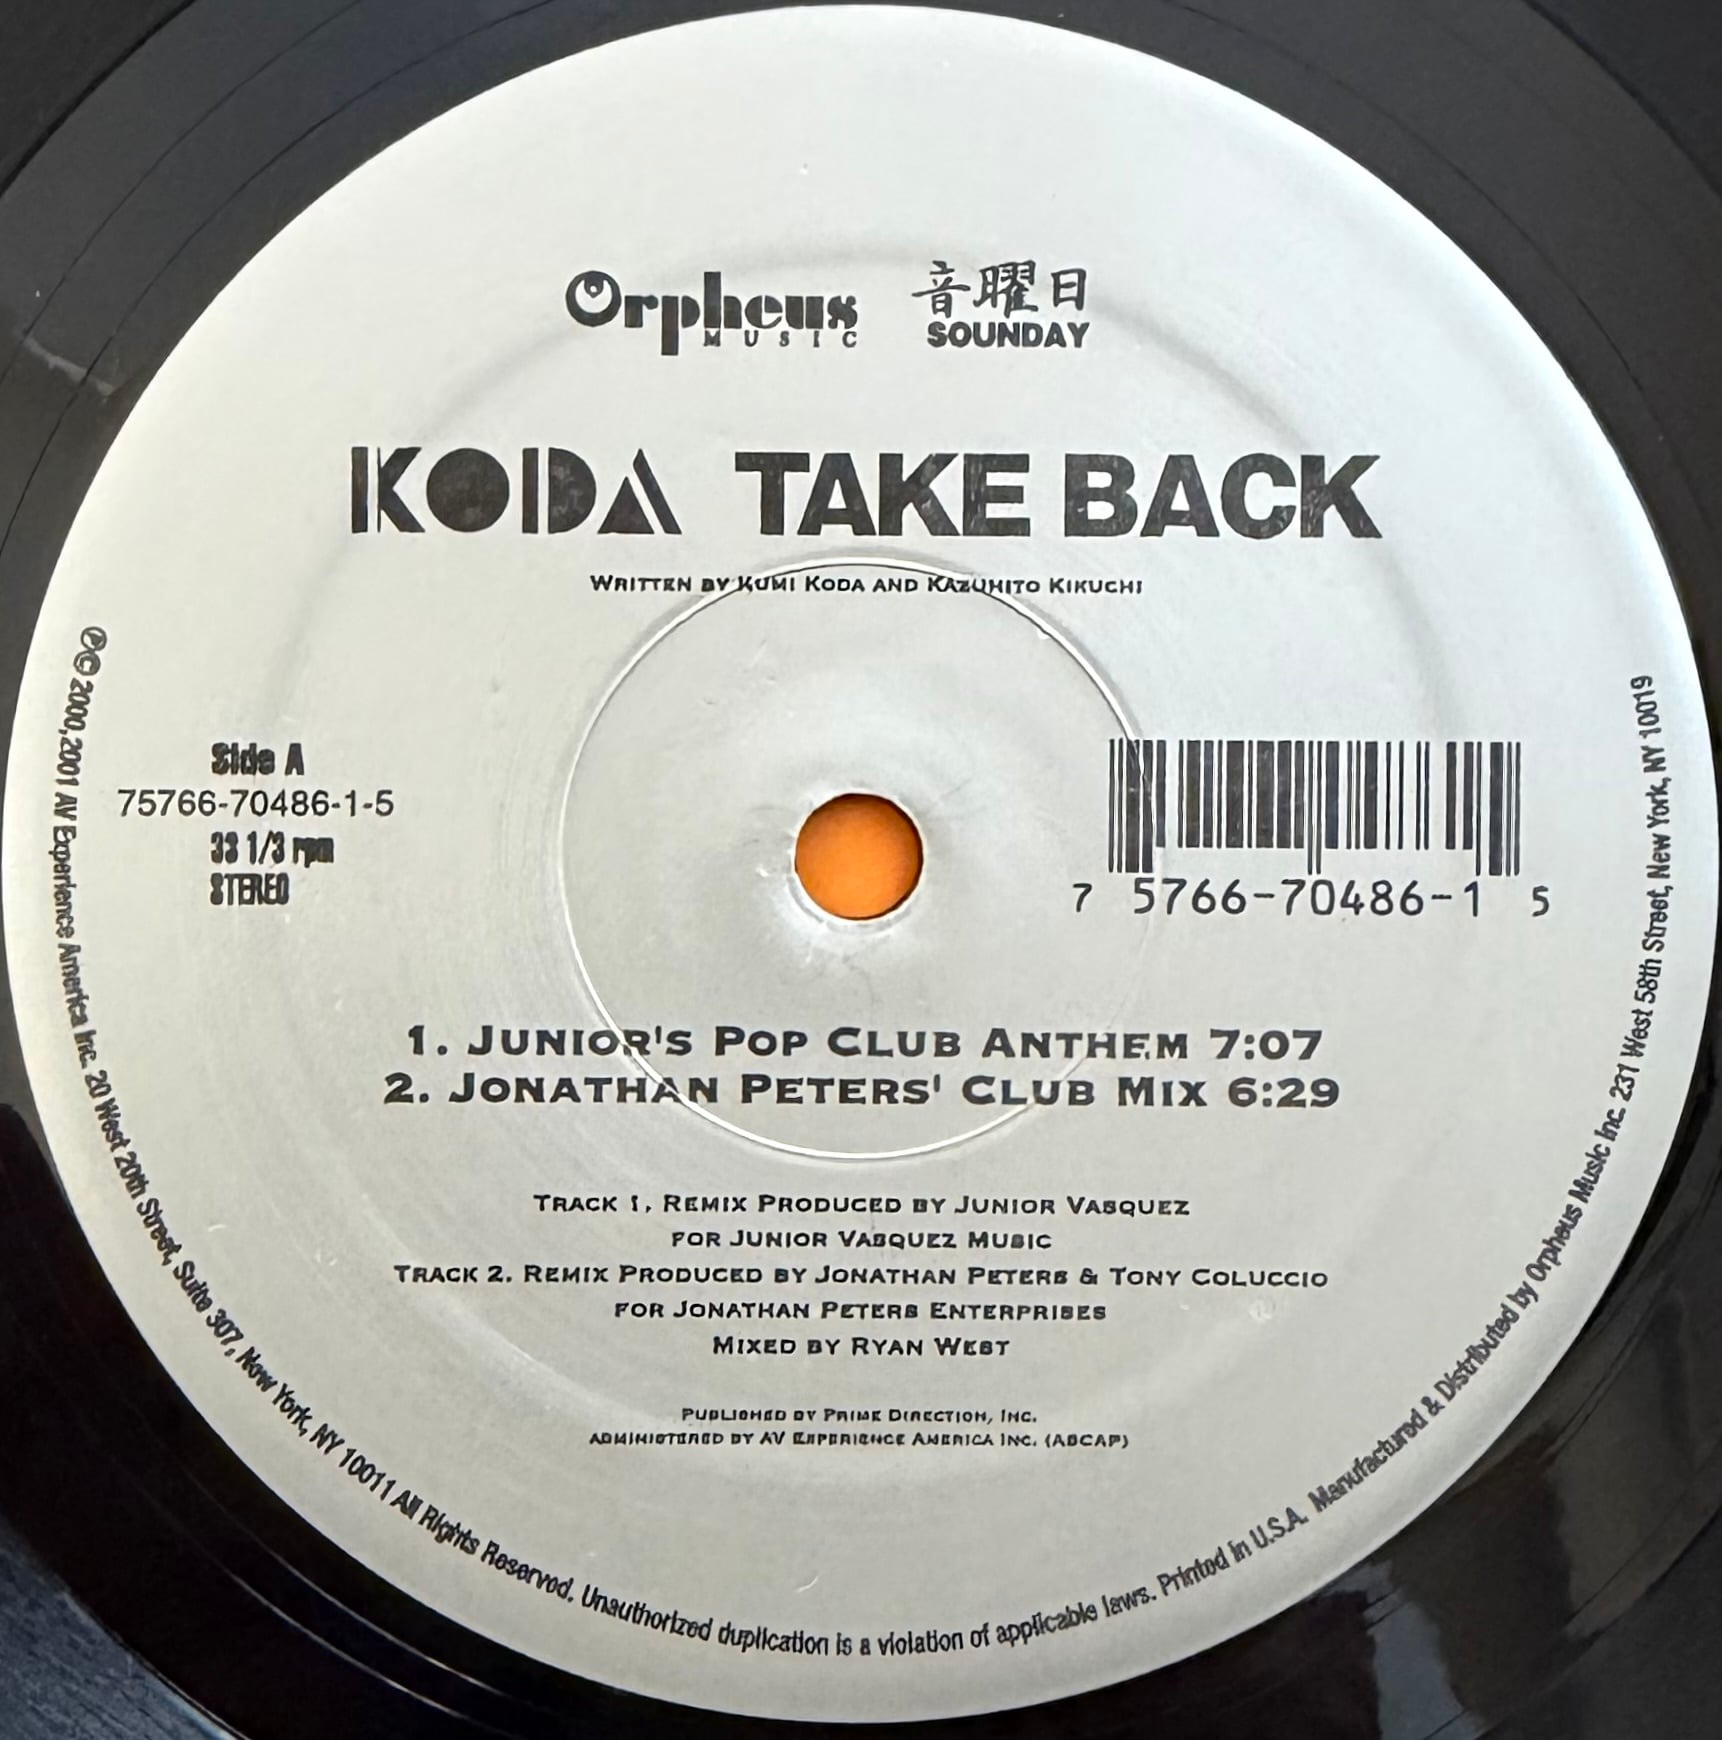 Orpheus
MUSIC
音曜日
SOUNDAY
KODA TAKE BACK
WRITTEN BY KUMI KODA AND KAZUHITO KIKUCHI
Side A
75766-70486-1-5
33 1/3 rpm
STEREO
7 5766-70486-1 5
1. JUNIOR'S POP CLUB ANTHEM 7:07
2. JONATHAN PETERS' CLUB MIX 6:29
TRACK 1, REMIX PRODUCED BY JUNIOR VASQUEZ
FOR JUNIOR VASQUEZ MUSIC
TRACK 2. REMIX PRODUCED BY JONATHAN PETERS & TONY COLUCCIO
FOR JONATHAN PETERS ENTERPRISES
MIXED BY RYAN WEST
PUBLISHED BY PRIME DIRECTION, INC.
ADMINISTERED BY AV EXPERIENCE AMERICA INC. (ASCAP)
℗© 2000,2001 AV Experience America Inc. 20 West 20th Street, Suite 307, New York, NY 10011 All Rights Reserved. Unauthorized duplication is a violation of applicable laws. Printed in U.S.A. Manufactured & Distributed by Orpheus Music Inc. 231 West 58th Street, New York, NY 10019